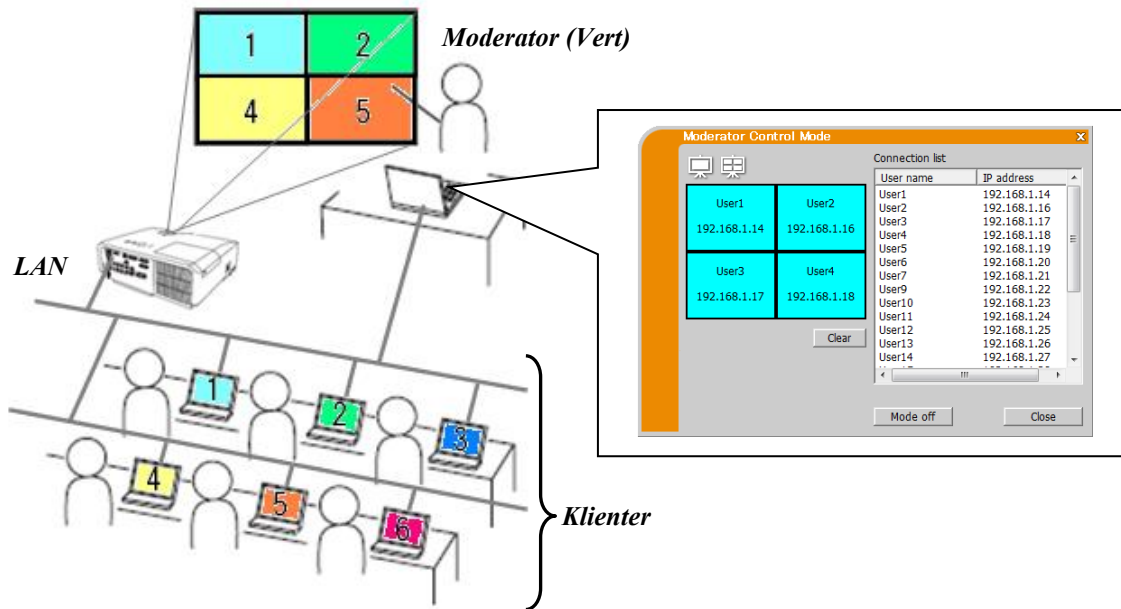 1 2
4 5
Moderator (Vert)
LAN
Moderator Control Mode X
Connection list
User name IP address
User1 192.168.1.14
User2 192.168.1.16
User3 192.168.1.17
User4 192.168.1.18
User5 192.168.1.19
User6 192.168.1.20
User7 192.168.1.21
User9 192.168.1.22
User10 192.168.1.23
User11 192.168.1.24
User12 192.168.1.25
User13 192.168.1.26
User14 192.168.1.27
User1 User2
192.168.1.14 192.168.1.16
User3 User4
192.168.1.17 192.168.1.18
Clear
Mode off Close
1
2
3
4
5
6
Klienter